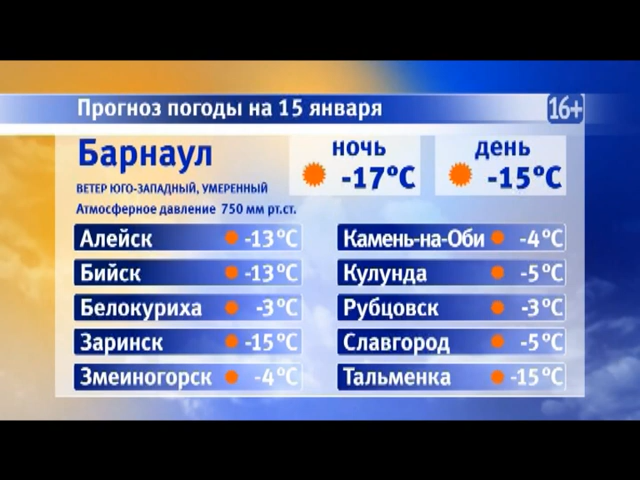 Прогноз погоды на 15 января 16+
Барнаул
ВЕТЕР ЮГО-ЗАПАДНЫЙ, УМЕРЕННЫЙ
Атмосферное давление 750 мм рт.ст.
ночь
-17°C
день
-15°C
Алейск -13°C
Бийск -13°C
Белокуриха -3°C
Заринск -15°C
Змеиногорск -4°C
Камень-на-Оби -4°C
Кулунда -5°C
Рубцовск -3°C
Славгород -5°C
Тальменка -15°C